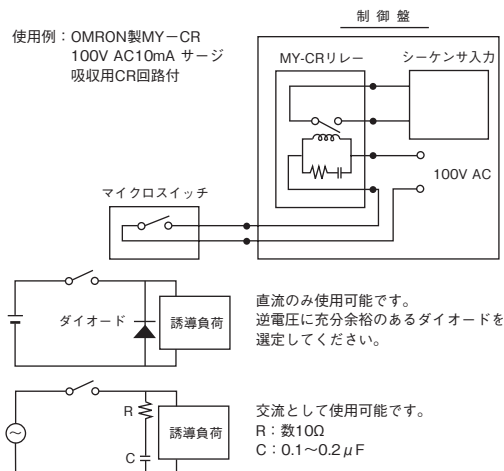 制 御 盤
使用例：OMRON製MY－CR
100V AC10mA サージ
吸収用CR回路付
MY-CRリレー
シーケンサ入力
100V AC
マイクロスイッチ
ダイオード
誘導負荷
直流のみ使用可能です。
逆電圧に充分余裕のあるダイオードを
選定してください。
R
C
誘導負荷
交流として使用可能です。
R：数10Ω
C：0.1～0.2μF